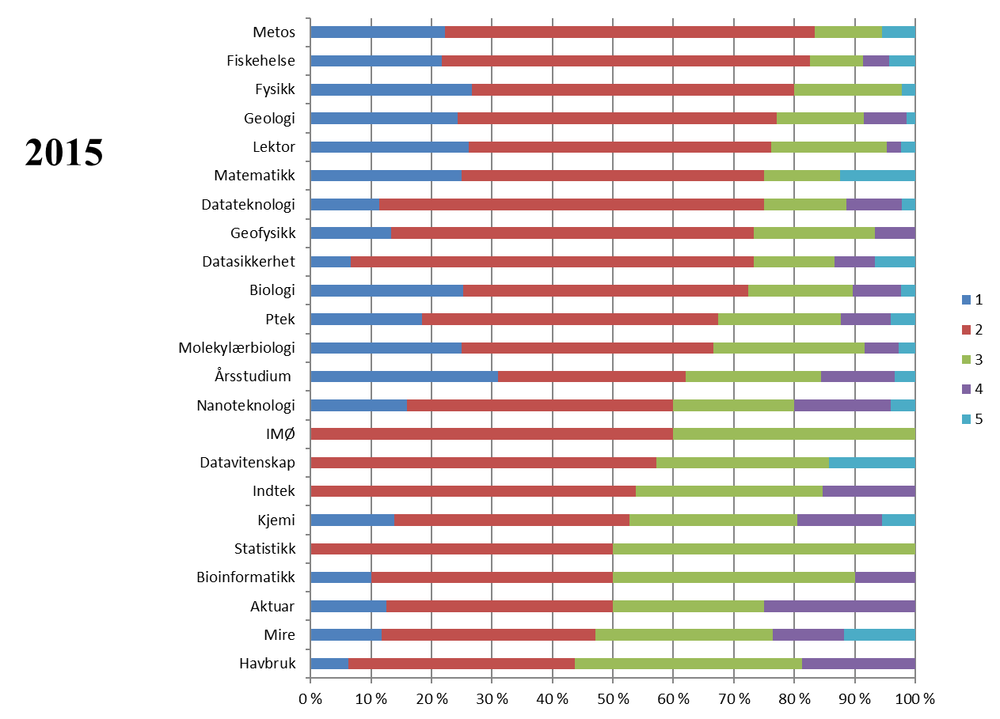 2015
Metos
Fiskehelse
Fysikk
Geologi
Lektor
Matematikk
Datateknologi
Geofysikk
Datasikkerhet
Biologi
Ptek
Molekylærbiologi
Årsstudium
Nanoteknologi
IMØ
Datavitenskap
Indtek
Kjemi
Statistikk
Bioinformatikk
Aktuar
Mire
Havbruk
0 % 10 % 20 % 30 % 40 % 50 % 60 % 70 % 80 % 90 % 100 %
1
2
3
4
5